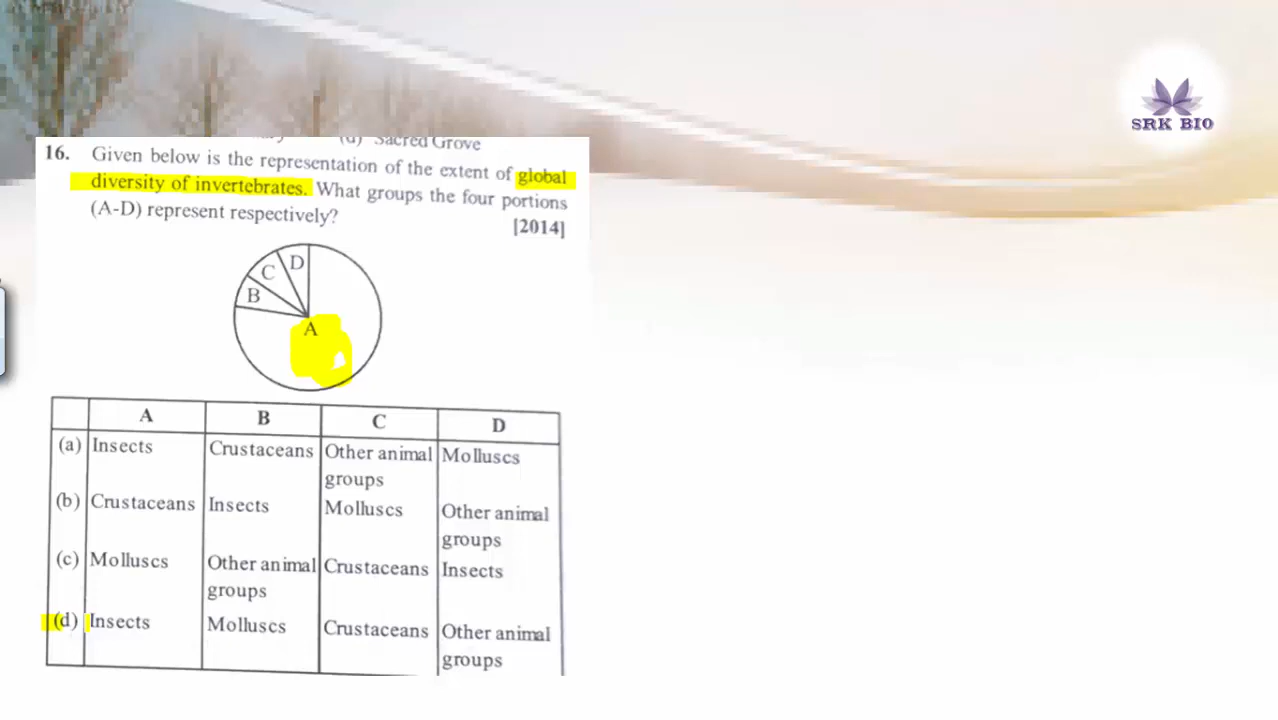 SRK BIO
(d) Sacred Grove
16. Given below is the representation of the extent of global
diversity of invertebrates. What groups the four portions
(A-D) represent respectively? [2014]
D
C
B
A
A B C D
(a) Insects Crustaceans Other animal groups Molluscs
(b) Crustaceans Insects Molluscs Other animal groups
(c) Molluscs Other animal groups Crustaceans Insects
(d) Insects Molluscs Crustaceans Other animal groups